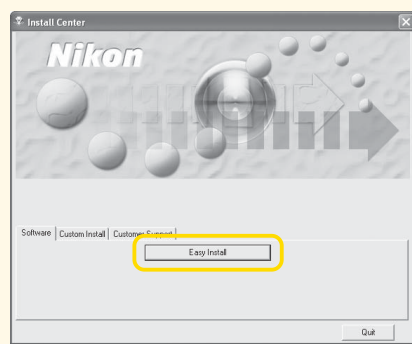 Install Center
Nikon
Software Custom Install Customer Support
Easy Install
Quit